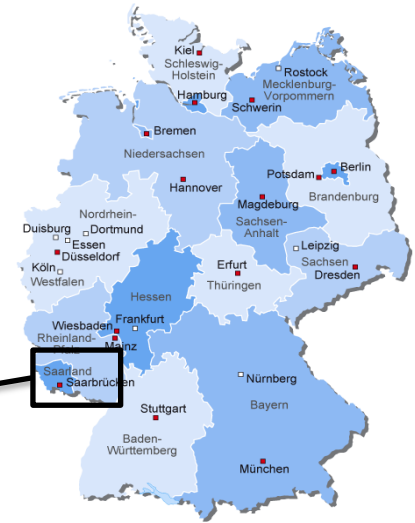 Kiel
Schleswig-
Holstein
Rostock
Mecklenburg-
Vorpommern
Hamburg
Schwerin
Bremen
Niedersachsen
Hannover
Berlin
Potsdam
Brandenburg
Magdeburg
Sachsen-
Anhalt
Nordrhein-
Duisburg
Dortmund
Essen
Düsseldorf
Köln
Westfalen
Leipzig
Sachsen
Dresden
Erfurt
Thüringen
Hessen
Frankfurt
Wiesbaden
Mainz
Rheinland-
Pfalz
Saarland
Saarbrücken
Nürnberg
Bayern
Stuttgart
Baden-
Württemberg
München